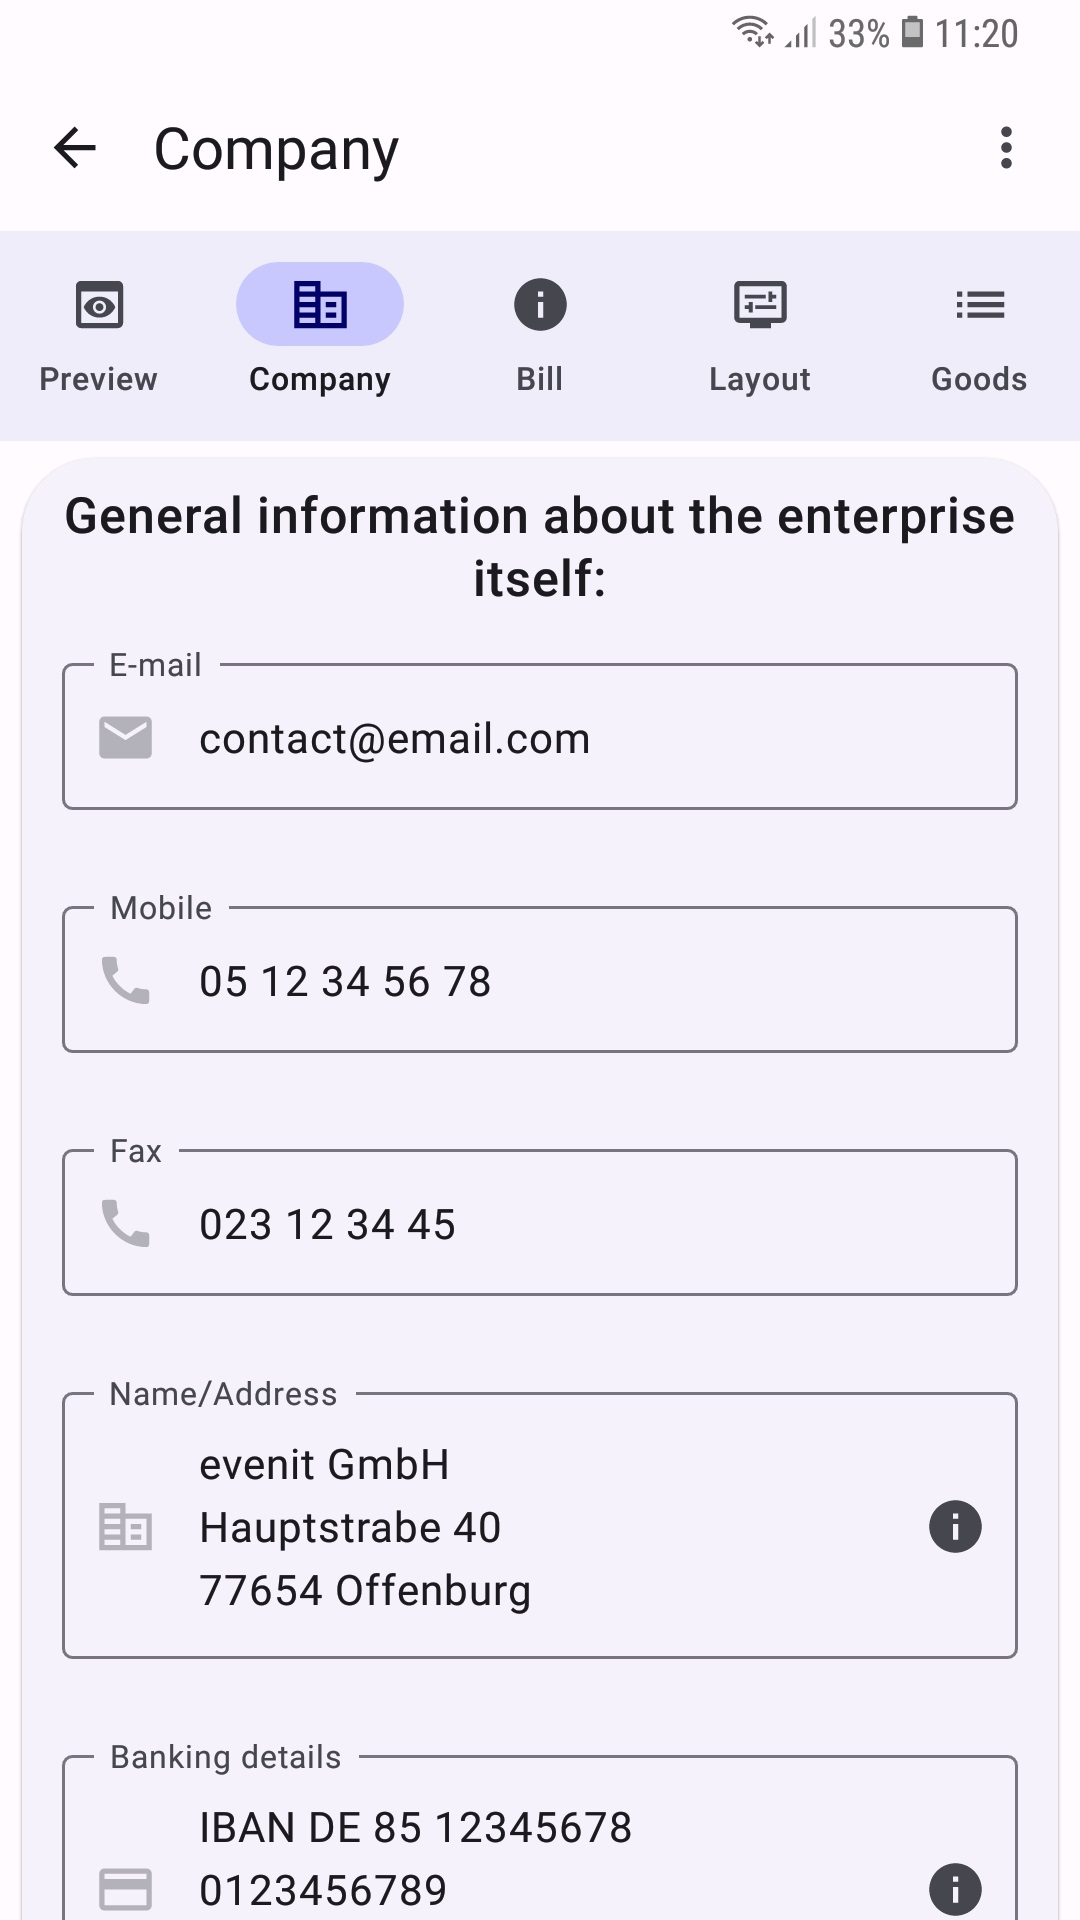 33% 11:20
Company
Preview Company Bill Layout Goods
General information about the enterprise
itself:
E-mail
contact@email.com
Mobile
05 12 34 56 78
Fax
023 12 34 45
Name/Address
evenit GmbH
Hauptstrabe 40
77654 Offenburg
Banking details
IBAN DE 85 12345678
0123456789